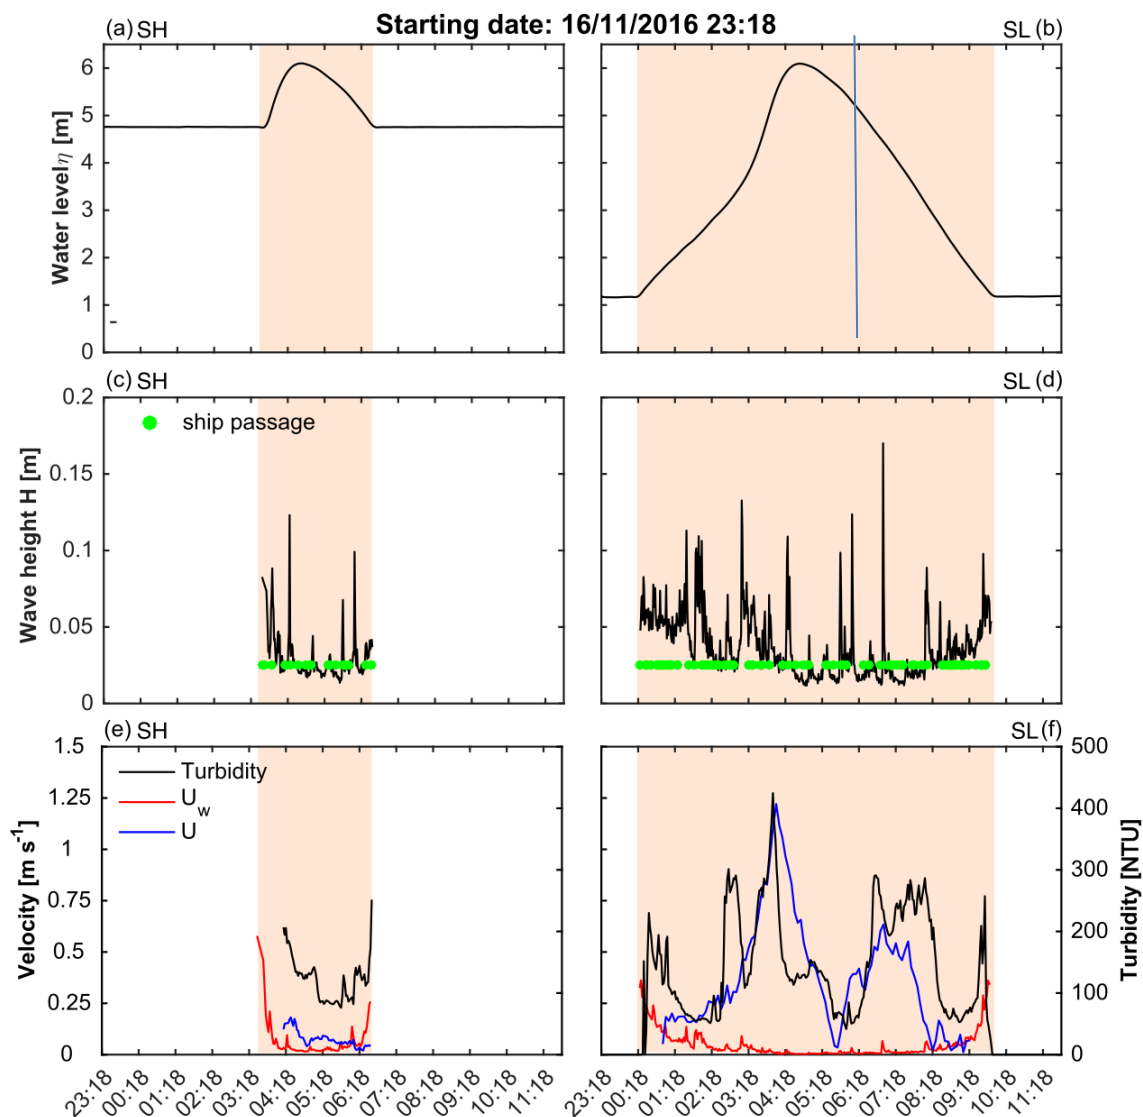 Starting date: 16/11/2016 23:18
(a) SH
SL (b)
6
5
4
3
2
1
0
Water level η [m]
(c) SH
SL (d)
0.2
0.15
0.1
0.05
0
Wave height H [m]
ship passage
(e) SH
SL (f)
1.5
1.25
1
0.75
0.5
0.25
0
Velocity [m s⁻¹]
Turbidity
U_w
U
500
400
300
200
100
0
Turbidity [NTU]
23:18 00:18 01:18 02:18 03:18 04:18 05:18 06:18 07:18 08:18 09:18 10:18 11:18
23:18 00:18 01:18 02:18 03:18 04:18 05:18 06:18 07:18 08:18 09:18 10:18 11:18